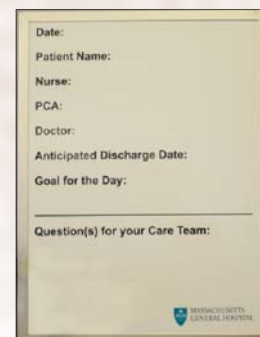 Date:
Patient Name:
Nurse:
PCA:
Doctor:
Anticipated Discharge Date:
Goal for the Day:
Question(s) for your Care Team:
MASSACHUSETTS
GENERAL HOSPITAL